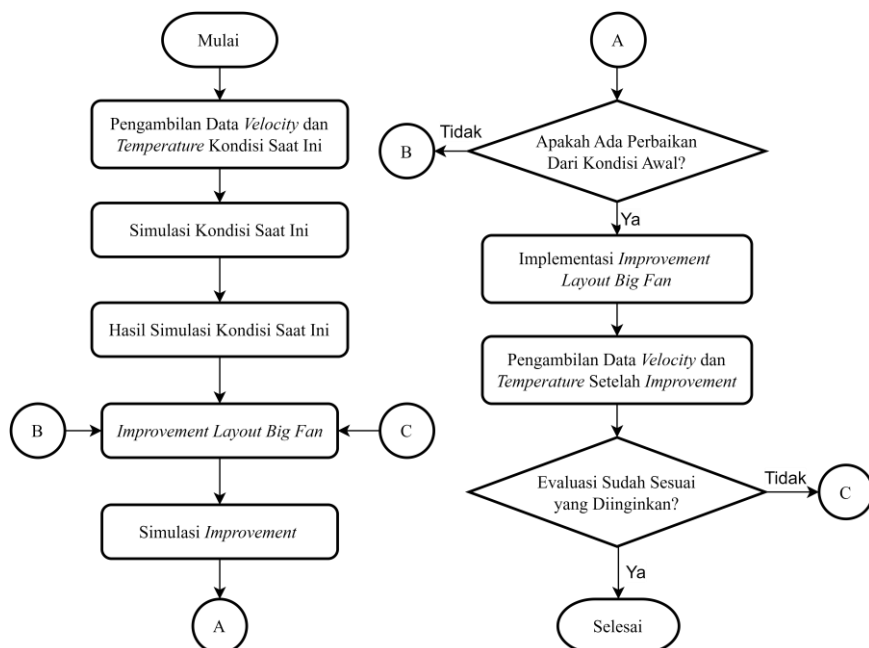 Mulai
Pengambilan Data Velocity dan
Temperature Kondisi Saat Ini
Simulasi Kondisi Saat Ini
Hasil Simulasi Kondisi Saat Ini
B
Improvement Layout Big Fan
C
Simulasi Improvement
A
A
Tidak
B
Apakah Ada Perbaikan
Dari Kondisi Awal?
Ya
Implementasi Improvement
Layout Big Fan
Pengambilan Data Velocity dan
Temperature Setelah Improvement
Evaluasi Sudah Sesuai
yang Diinginkan?
Tidak
C
Ya
Selesai